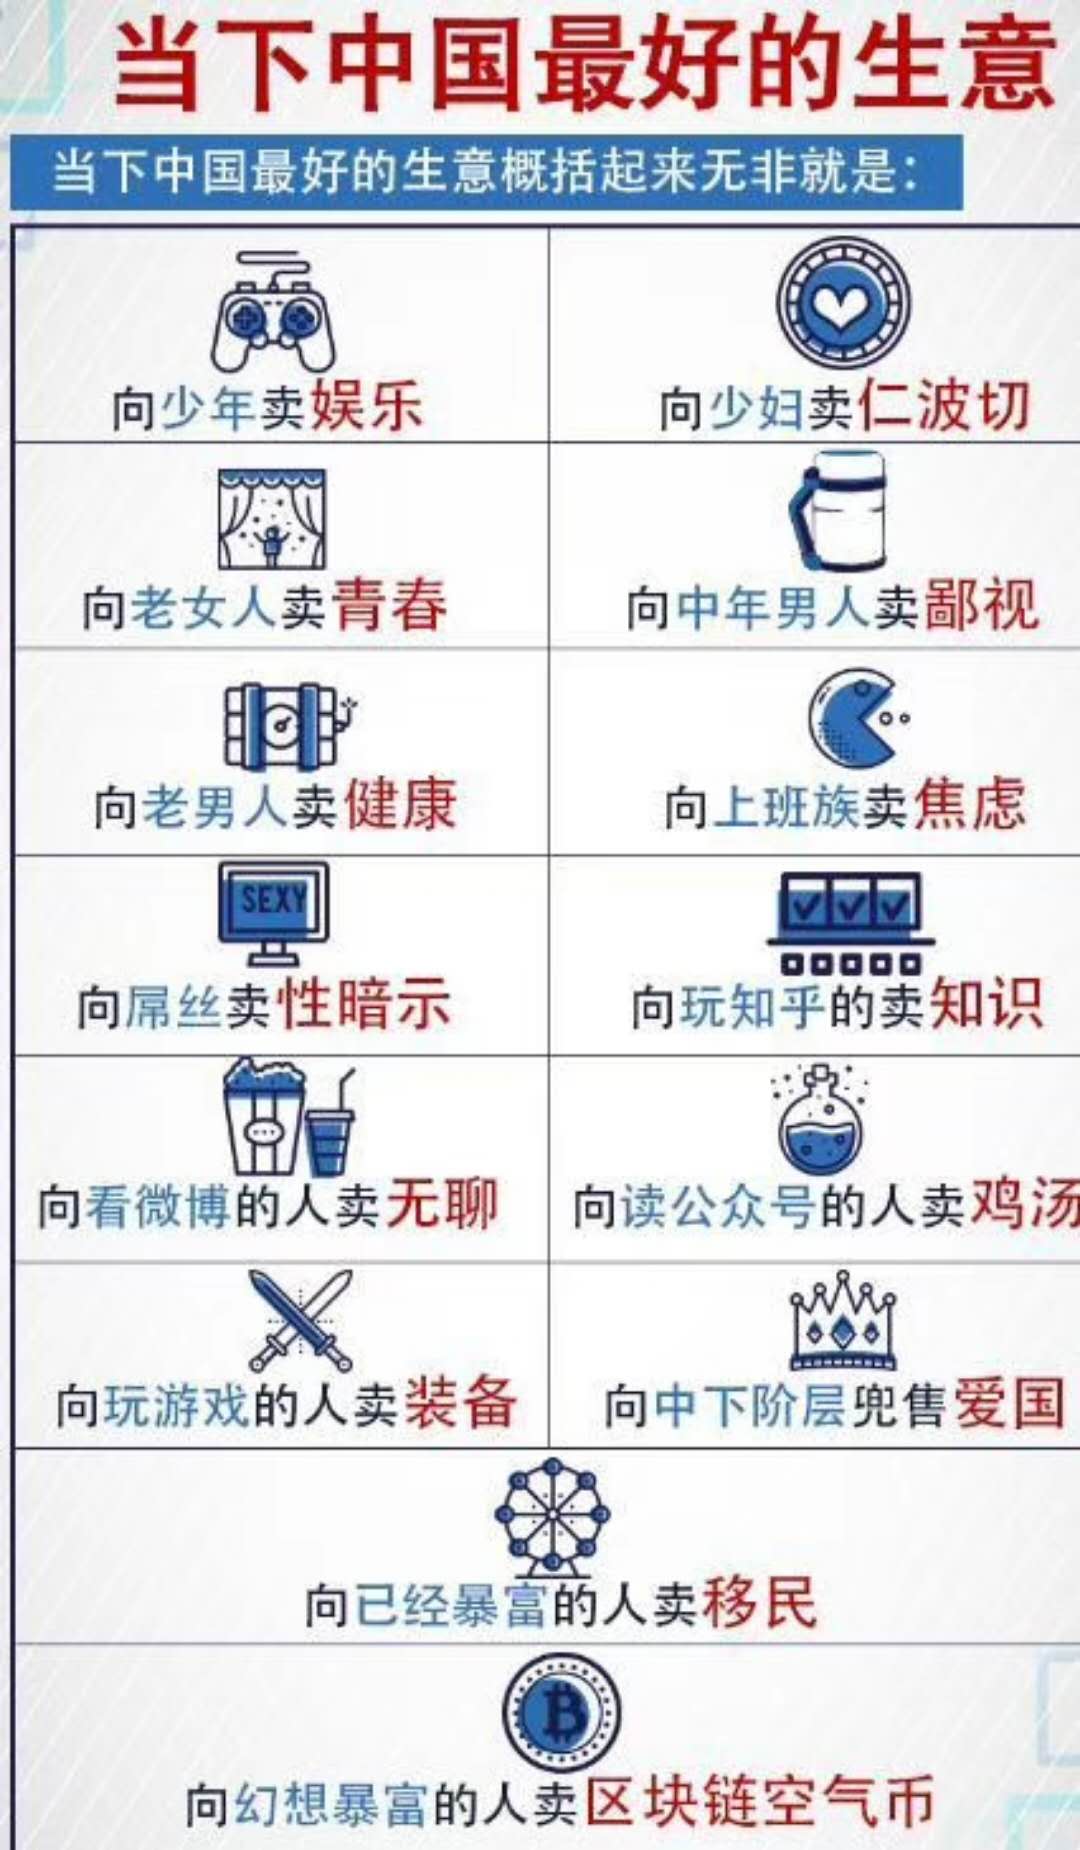 当下中国最好的生意
当下中国最好的生意概括起来无非就是：
向少年卖娱乐
向少妇卖仁波切
向老女人卖青春
向中年男人卖鄙视
向老男人卖健康
向上班族卖焦虑
SEXY
向屌丝卖性暗示
向玩知乎的卖知识
向看微博的人卖无聊
向读公众号的人卖鸡汤
向玩游戏的人卖装备
向中下阶层兜售爱国
向已经暴富的人卖移民
向幻想暴富的人卖区块链空气币